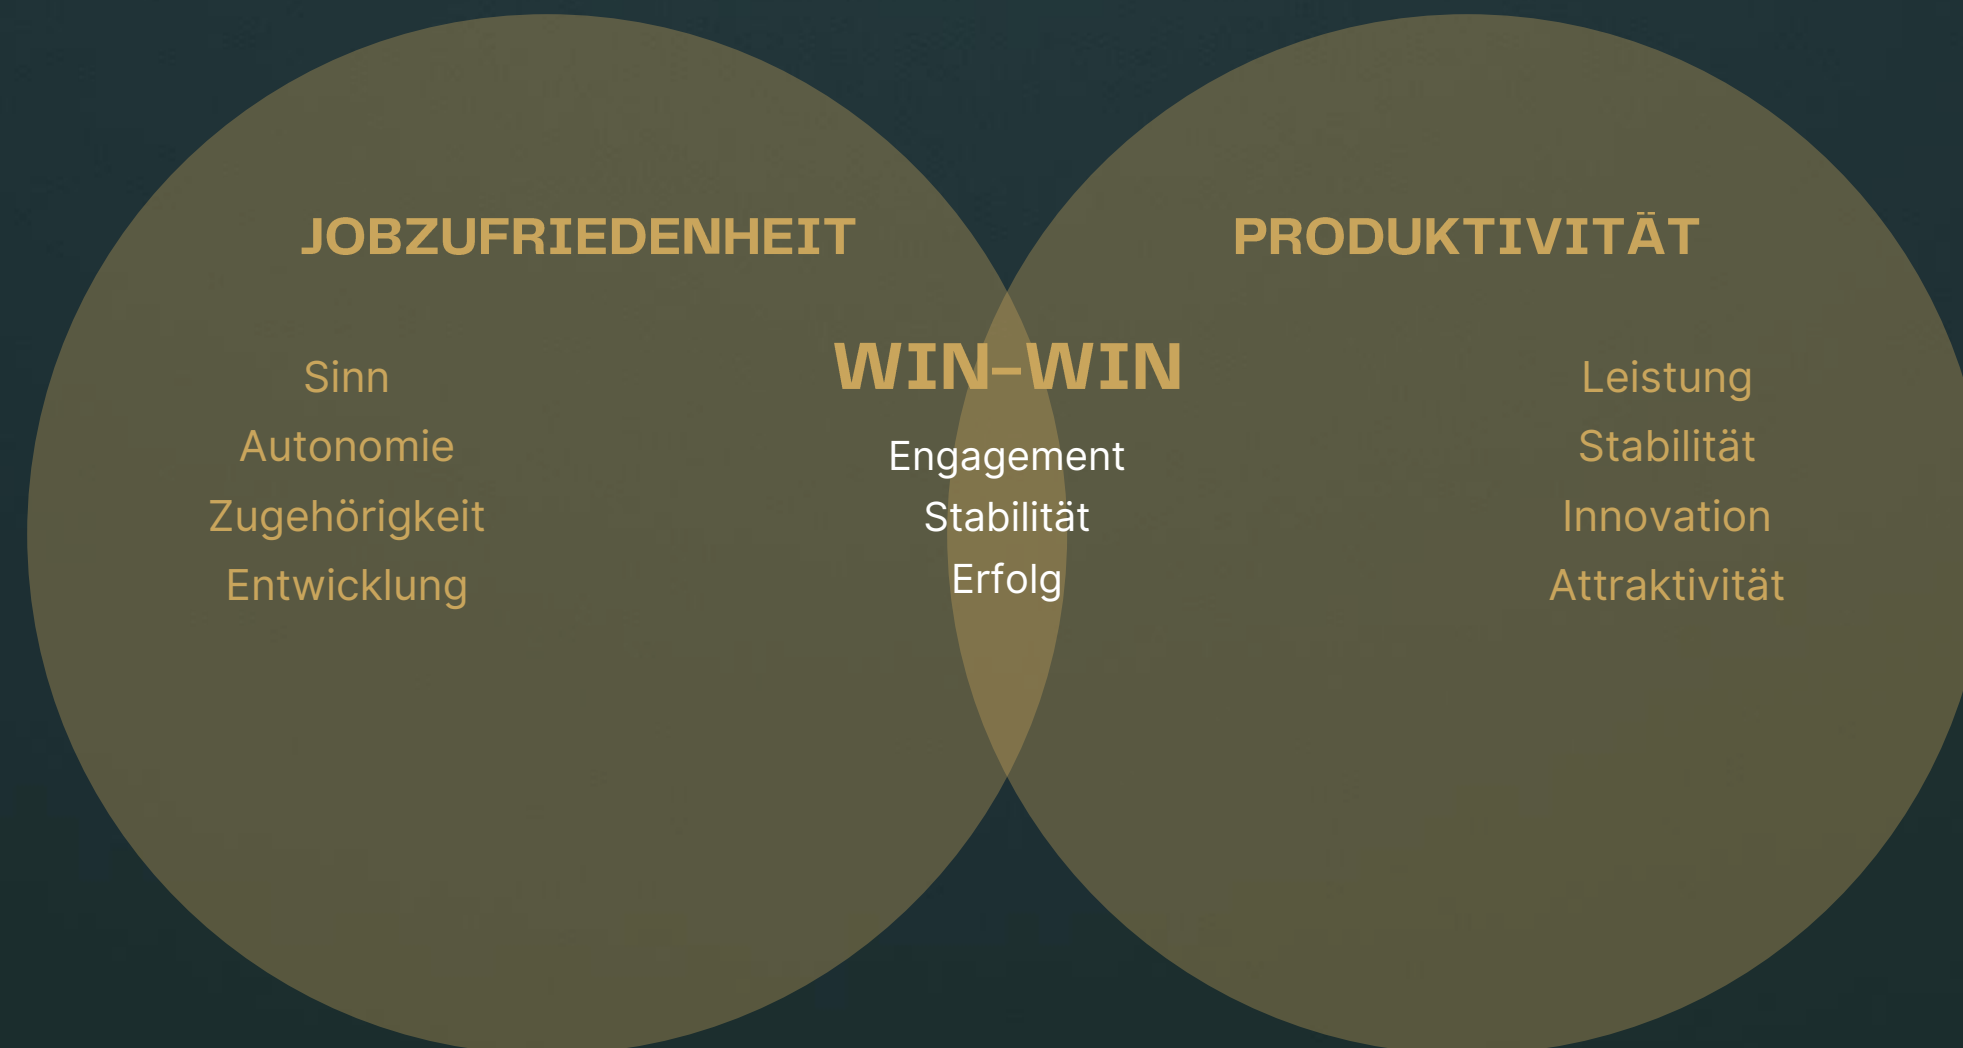 JOBZUFRIEDENHEIT
Sinn
Autonomie
Zugehörigkeit
Entwicklung
WIN–WIN
Engagement
Stabilität
Erfolg
PRODUKTIVITÄT
Leistung
Stabilität
Innovation
Attraktivität